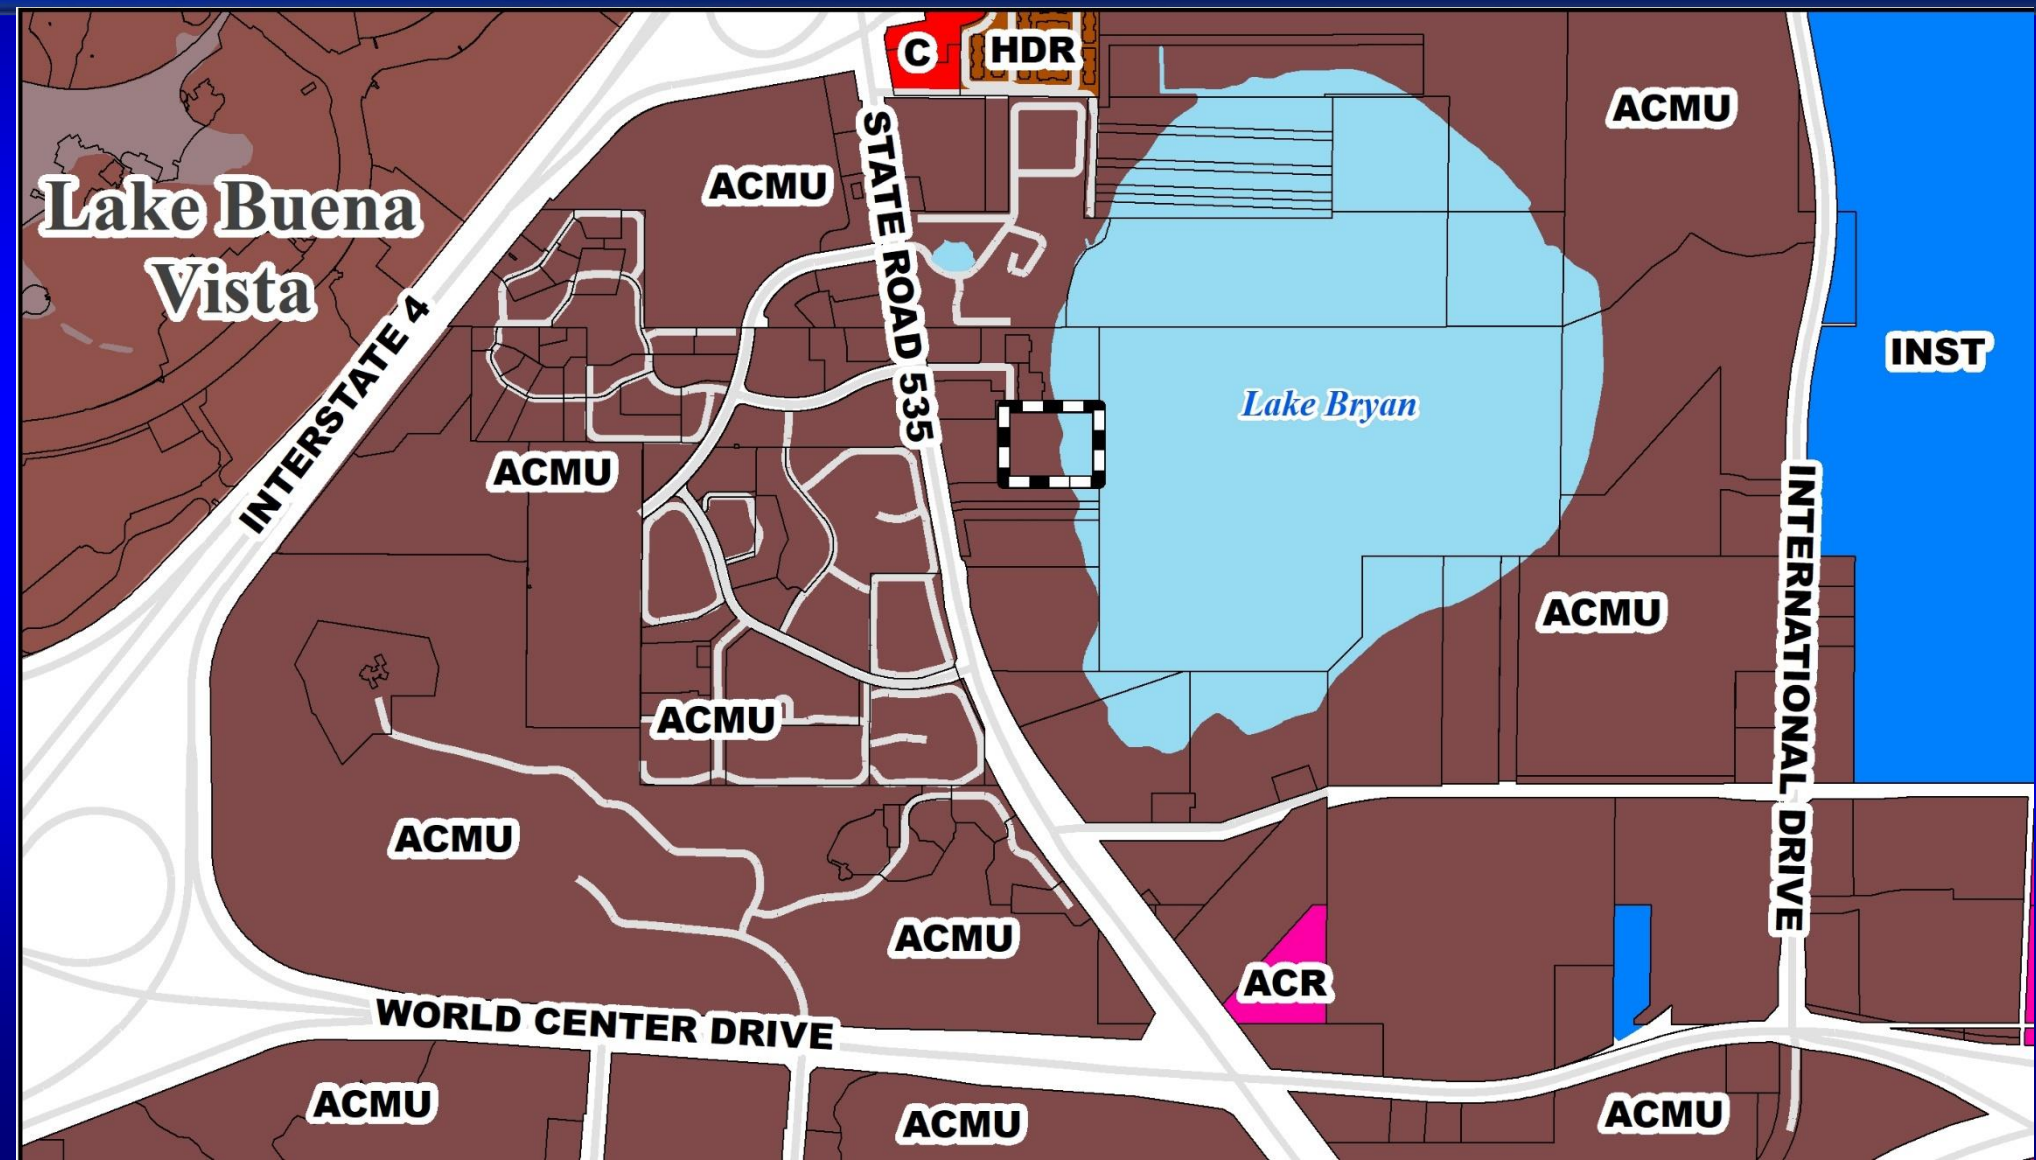 C
HDR
ACMU
ACMU
STATE ROAD 535
Lake Buena
Vista
INTERSTATE 4
INST
Lake Bryan
ACMU
INTERNATIONAL DRIVE
ACMU
ACMU
ACMU
ACMU
ACR
WORLD CENTER DRIVE
ACMU
ACMU
ACMU